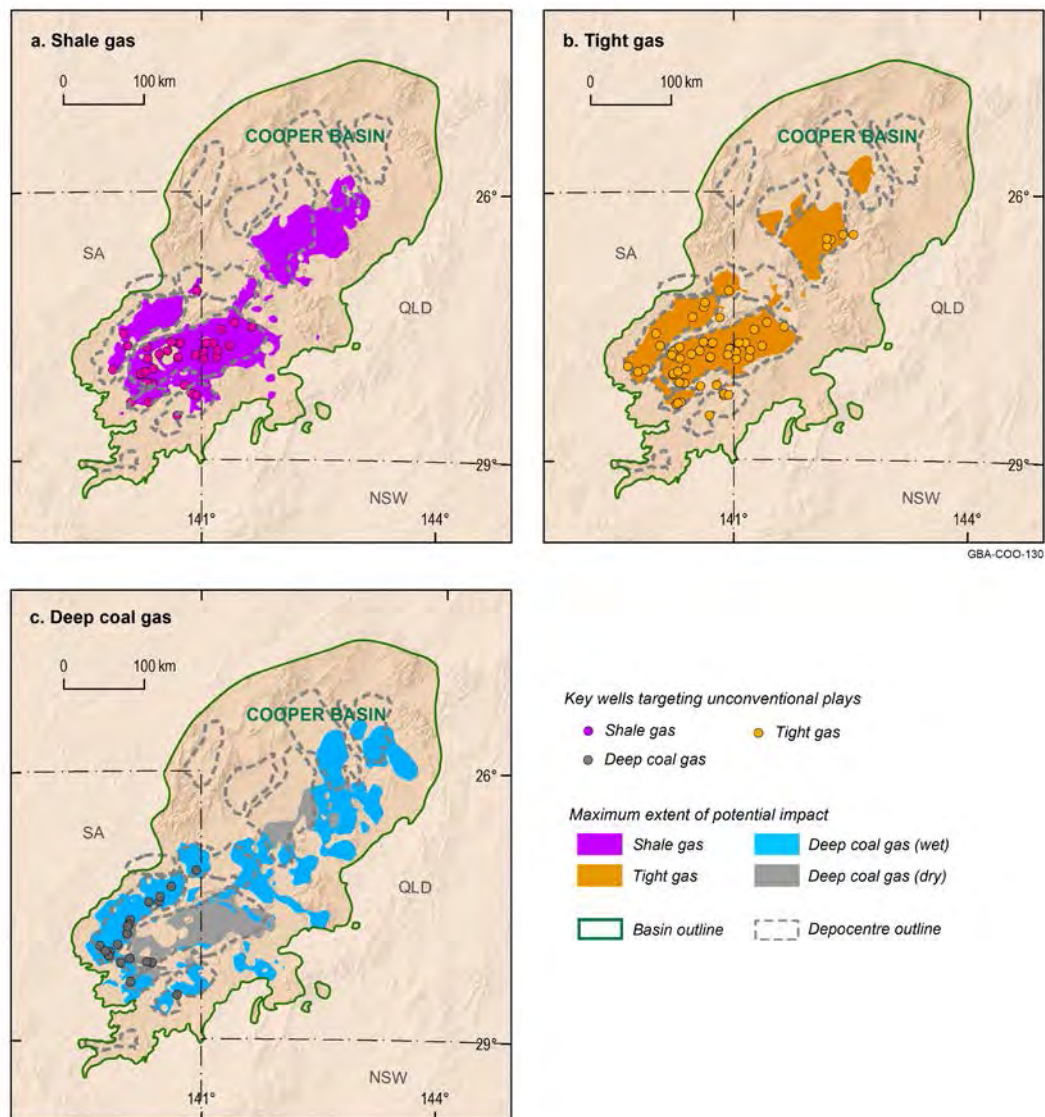 a. Shale gas
0 100 km
COOPER BASIN
26°
SA
QLD
29°
NSW
141° 144°
b. Tight gas
0 100 km
COOPER BASIN
26°
SA
QLD
29°
NSW
141° 144°
GBA-COO-130
c. Deep coal gas
0 100 km
COOPER BASIN
26°
SA
QLD
29°
NSW
141° 144°
Key wells targeting unconventional plays
Shale gas Tight gas
Deep coal gas
Maximum extent of potential impact
Shale gas Deep coal gas (wet)
Tight gas Deep coal gas (dry)
Basin outline Depocentre outline